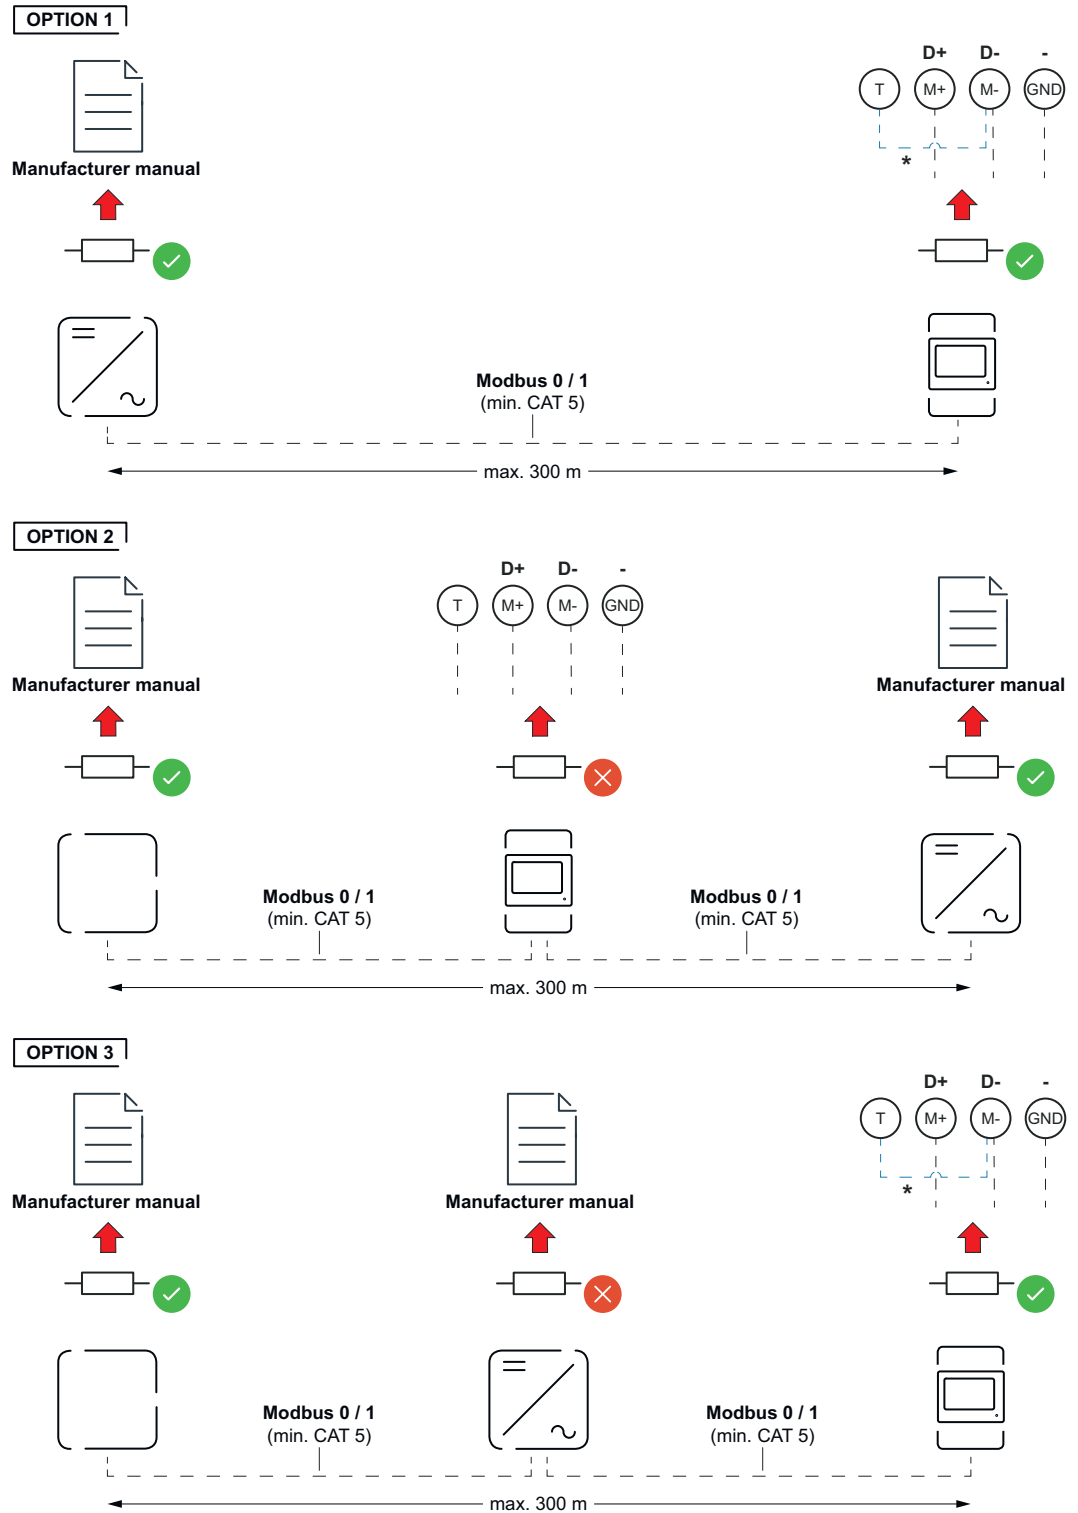 OPTION 1
D+ D- -
T M+ M- GND
*
Manufacturer manual
Modbus 0 / 1
(min. CAT 5)
max. 300 m
OPTION 2
D+ D- -
T M+ M- GND
Manufacturer manual
Manufacturer manual
Modbus 0 / 1
(min. CAT 5)
Modbus 0 / 1
(min. CAT 5)
max. 300 m
OPTION 3
D+ D- -
T M+ M- GND
*
Manufacturer manual
Manufacturer manual
Modbus 0 / 1
(min. CAT 5)
Modbus 0 / 1
(min. CAT 5)
max. 300 m